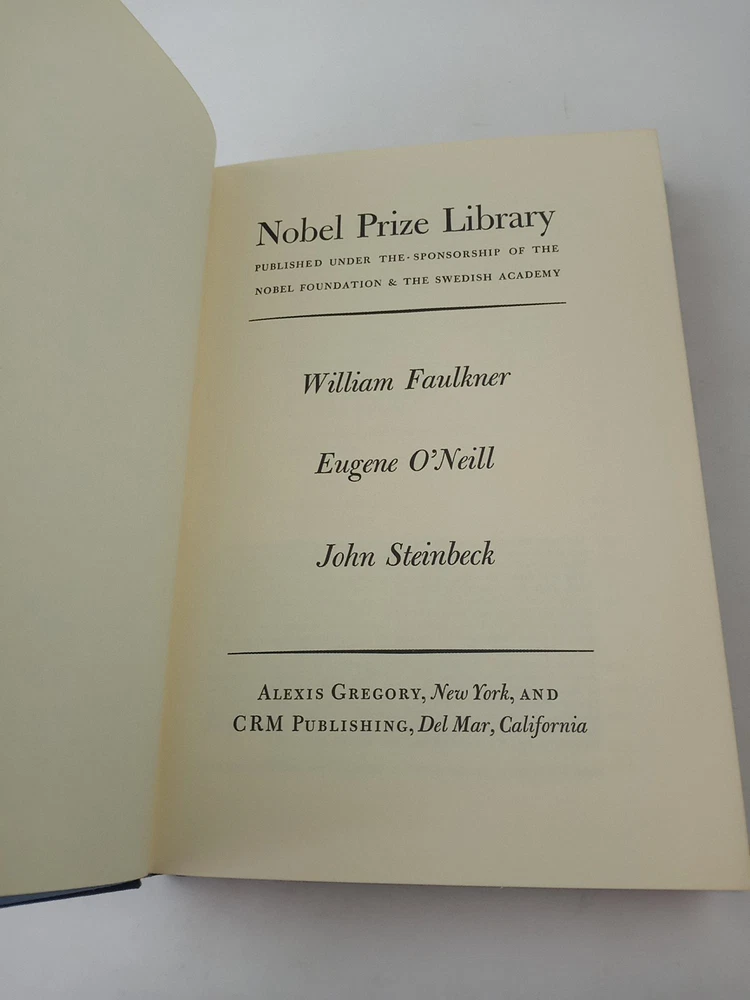 Nobel Prize Library
PUBLISHED UNDER THE · SPONSORSHIP OF THE
NOBEL FOUNDATION & THE SWEDISH ACADEMY
William Faulkner
Eugene O'Neill
John Steinbeck
ALEXIS GREGORY, New York, AND
CRM PUBLISHING, Del Mar, California